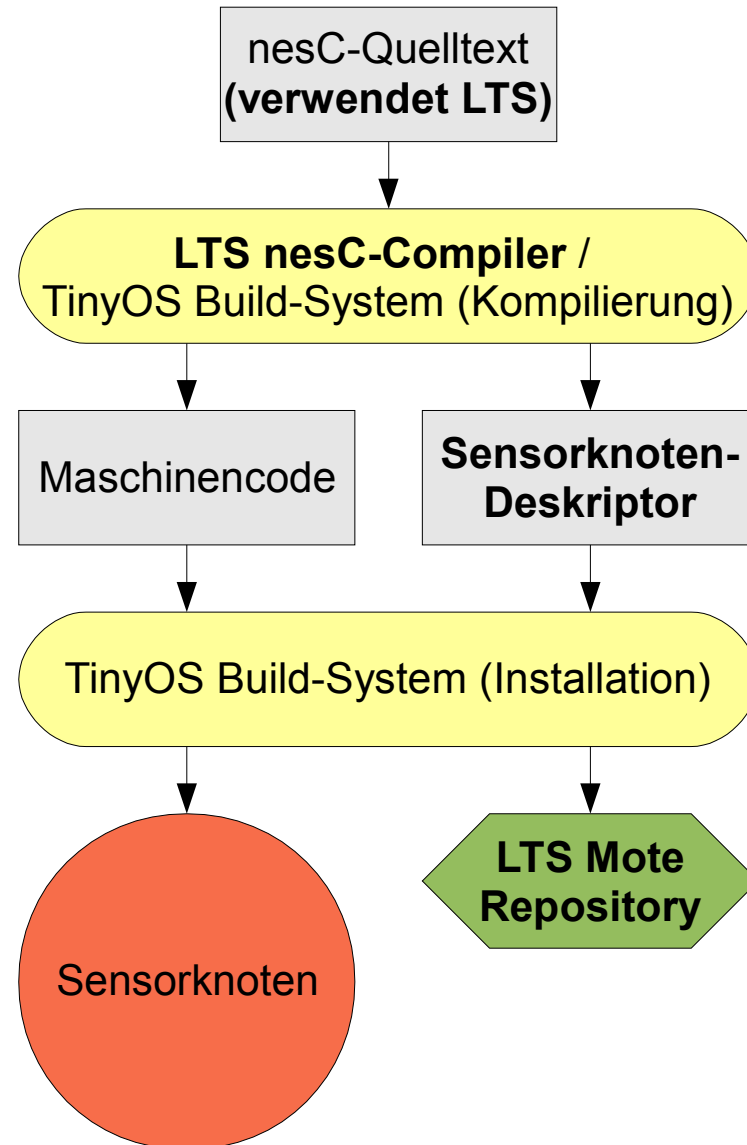 nesC-Quelltext
(verwendet LTS)
LTS nesC-Compiler /
TinyOS Build-System (Kompilierung)
Maschinencode
Sensorknoten-
Deskriptor
TinyOS Build-System (Installation)
Sensorknoten
LTS Mote
Repository